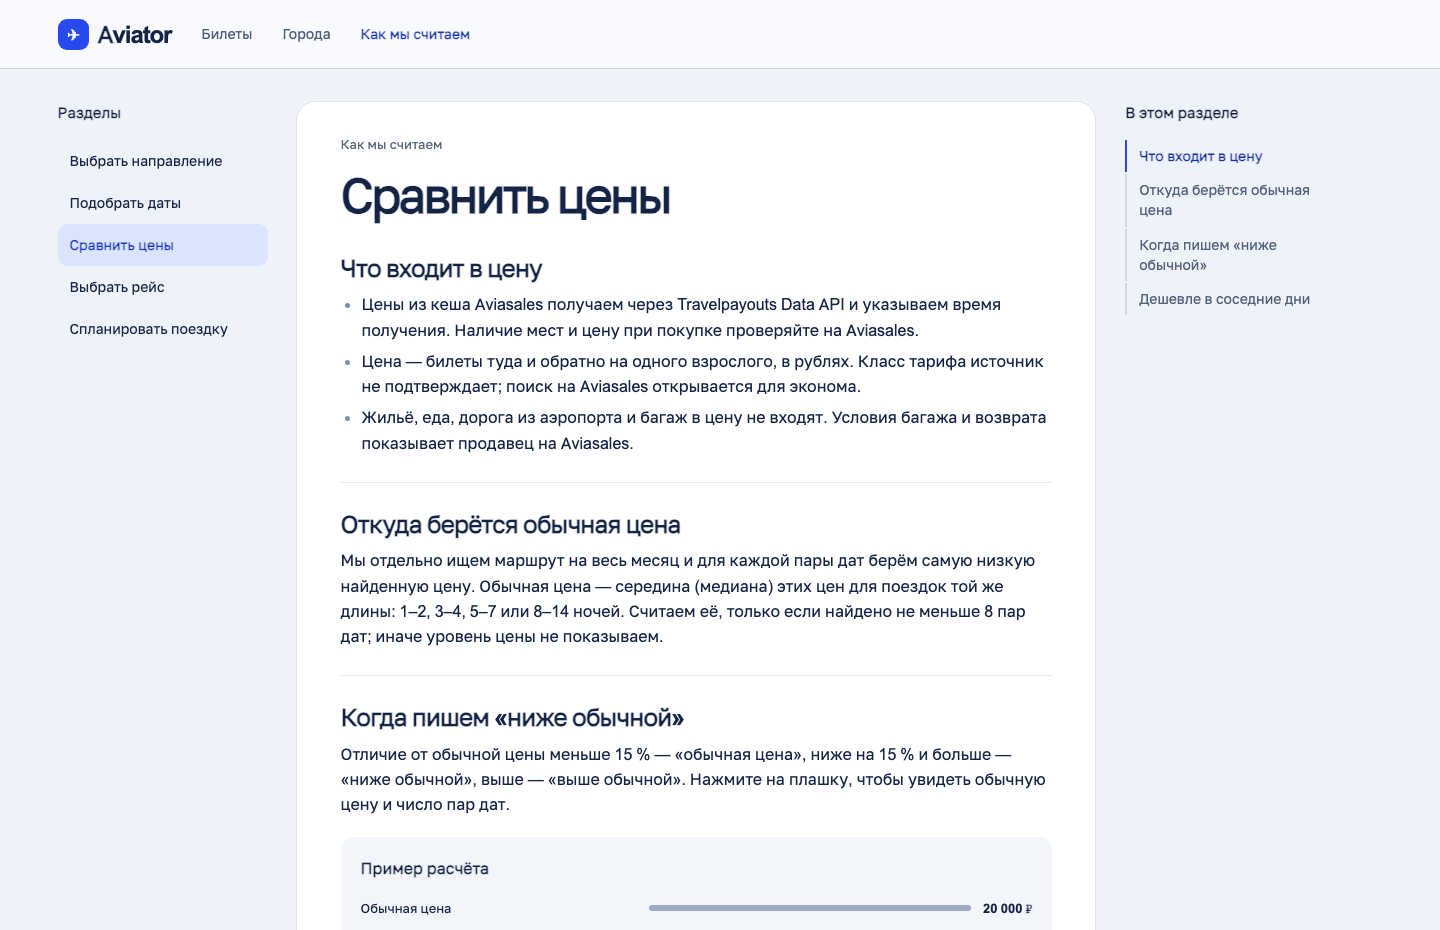 Aviator
Билеты
Города
Как мы считаем
Разделы
Выбрать направление
Подобрать даты
Сравнить цены
Выбрать рейс
Спланировать поездку
Как мы считаем
Сравнить цены
Что входит в цену
Цены из кеша Aviasales получаем через Travelpayouts Data API и указываем время
получения. Наличие мест и цену при покупке проверяйте на Aviasales.
Цена — билеты туда и обратно на одного взрослого, в рублях. Класс тарифа источник
не подтверждает; поиск на Aviasales открывается для эконома.
Жильё, еда, дорога из аэропорта и багаж в цену не входят. Условия багажа и возврата
показывает продавец на Aviasales.
Откуда берётся обычная цена
Мы отдельно ищем маршрут на весь месяц и для каждой пары дат берём самую низкую
найденную цену. Обычная цена — середина (медиана) этих цен для поездок той же
длины: 1–2, 3–4, 5–7 или 8–14 ночей. Считаем её, только если найдено не меньше 8 пар
дат; иначе уровень цены не показываем.
Когда пишем «ниже обычной»
Отличие от обычной цены меньше 15 % — «обычная цена», ниже на 15 % и больше —
«ниже обычной», выше — «выше обычной». Нажмите на плашку, чтобы увидеть обычную
цену и число пар дат.
Пример расчёта
Обычная цена
20 000 ₽
В этом разделе
Что входит в цену
Откуда берётся обычная
цена
Когда пишем «ниже
обычной»
Дешевле в соседние дни